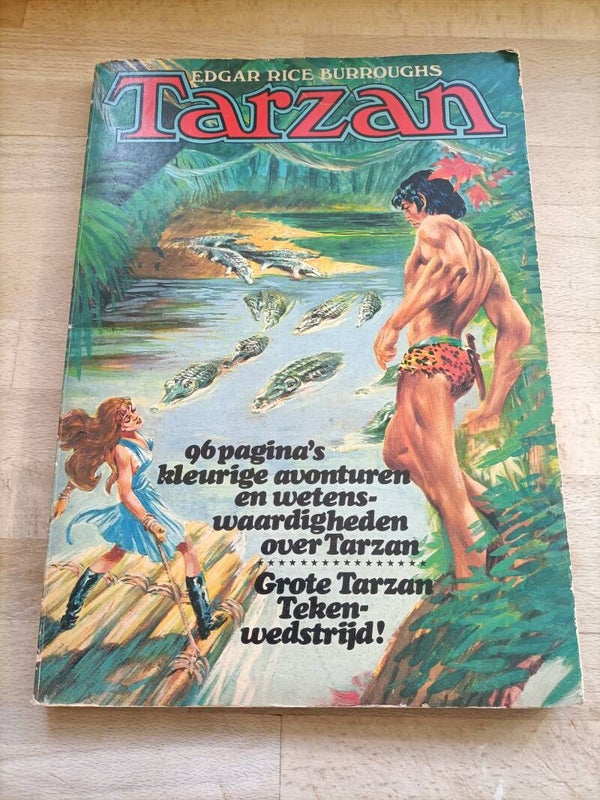 EDGAR RICE BURROUGHS
Tarzan
96 pagina's
kleurige avonturen
en wetens-
waardigheden
over Tarzan
Grote Tarzan
Teken-
wedstrijd!